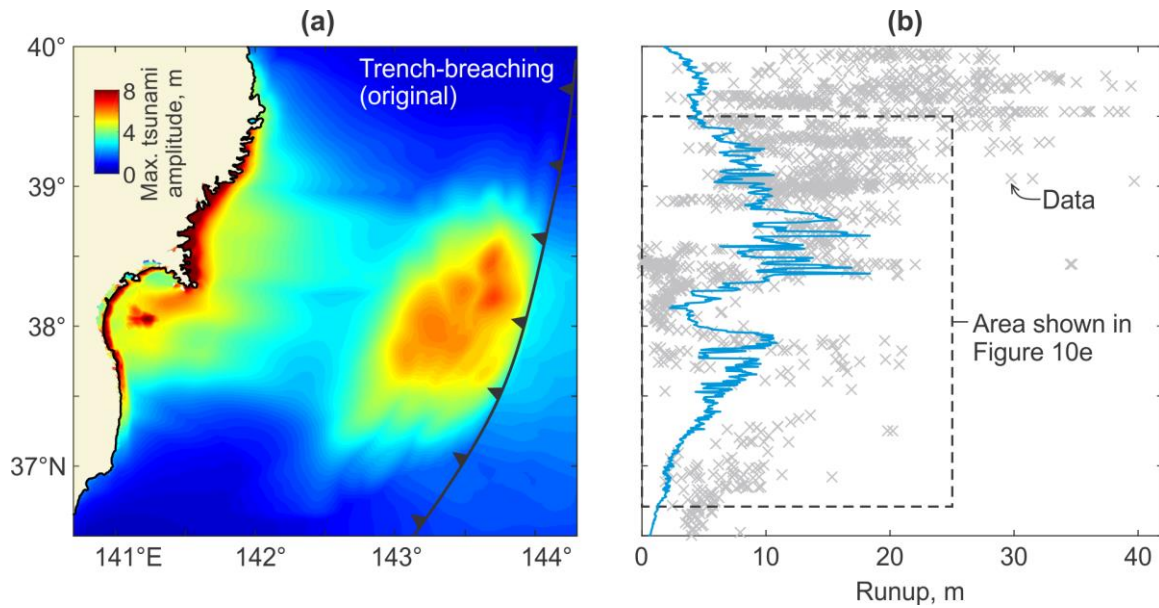 (a)
(b)
40°
39°
38°
37°N
141°E
142°
143°
144°
8
4
0
Max. tsunami
amplitude, m
Trench-breaching
(original)
Data
Area shown in
Figure 10e
0
10
20
30
40
Runup, m